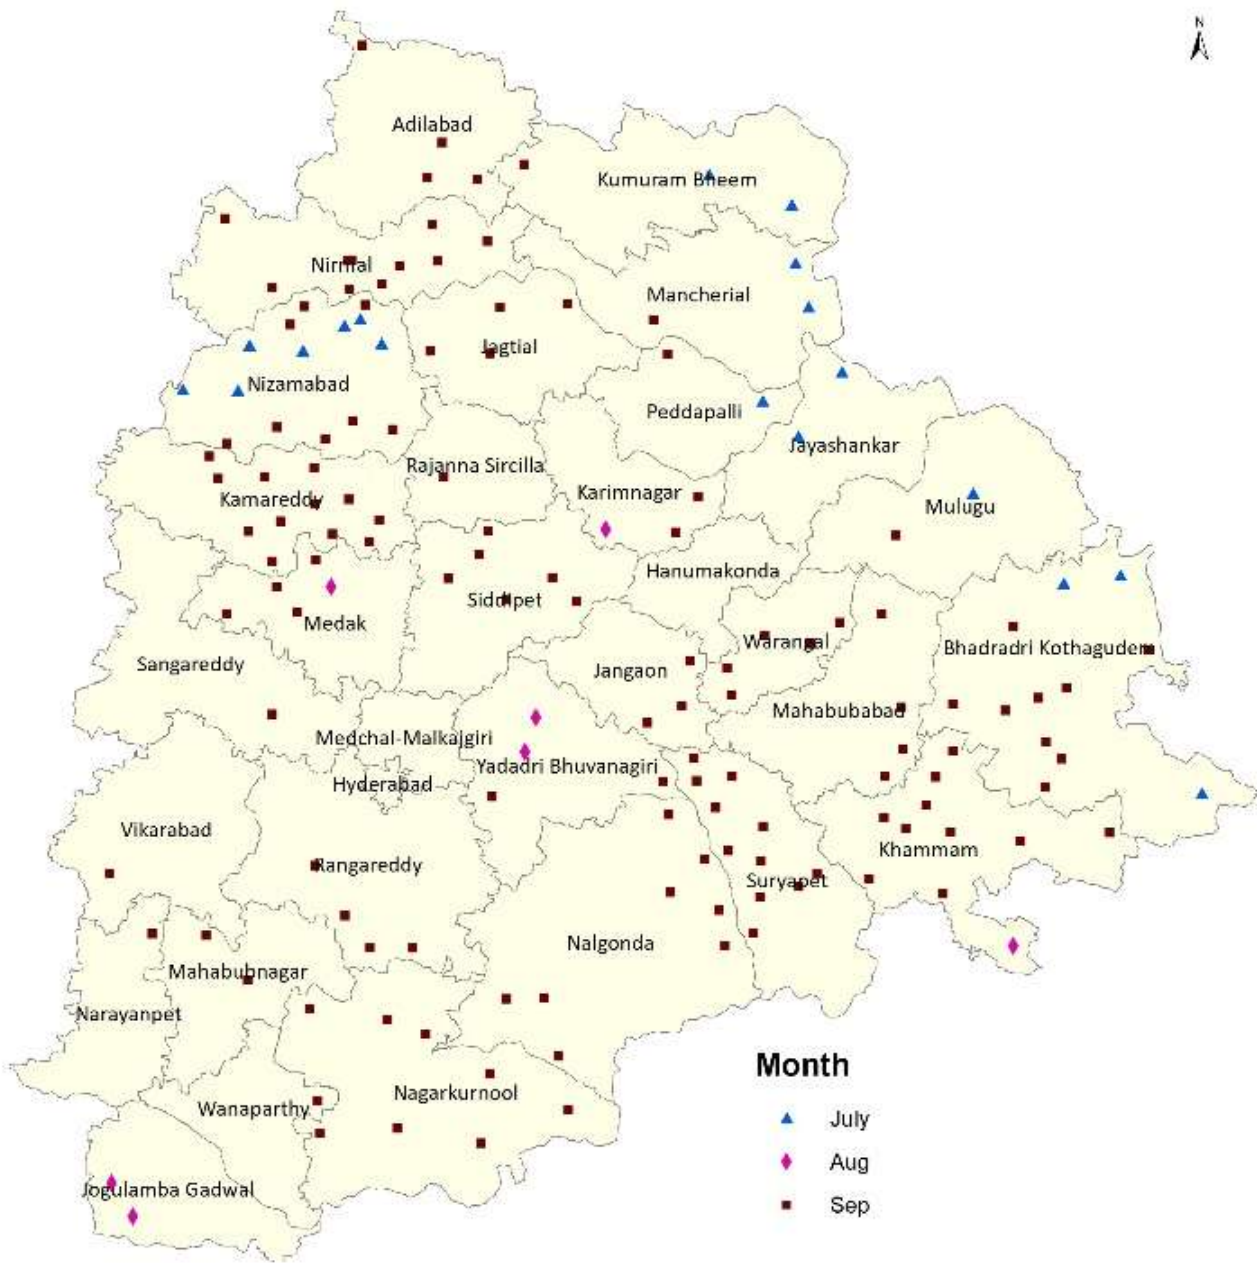 N
Adilabad
Kumuram Bheem
Nirmal
Mancherial
Jagtial
Nizamabad
Peddapalli
Jayashankar
Rajanna Sircilla
Karimnagar
Kamareddy
Mulugu
Hanumakonda
Siddipet
Medak
Warangal
Bhadradri Kothagudem
Sangareddy
Jangaon
Mahabubabad
Medchal-Malkajgiri
Yadadri Bhuvanagiri
Hyderabad
Vikarabad
Khammam
Rangareddy
Suryapet
Nalgonda
Mahabubnagar
Narayanpet
Month
Nagarkurnool
Wanaparthy
July
Aug
Jogulamba Gadwal
Sep